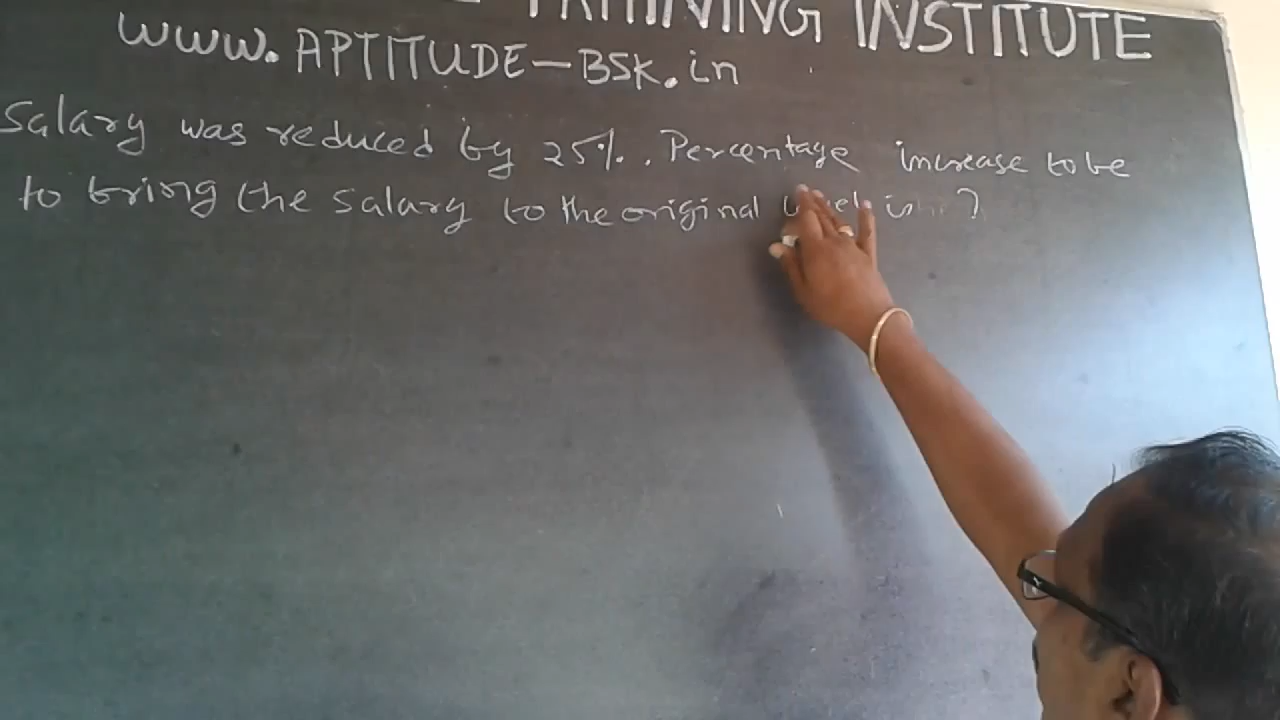 TRAINING INSTITUTE
WWW.APTITUDE-BSK.in
Salary was reduced by 25%. Percentage increase to be
to bring the salary to the original level is ?